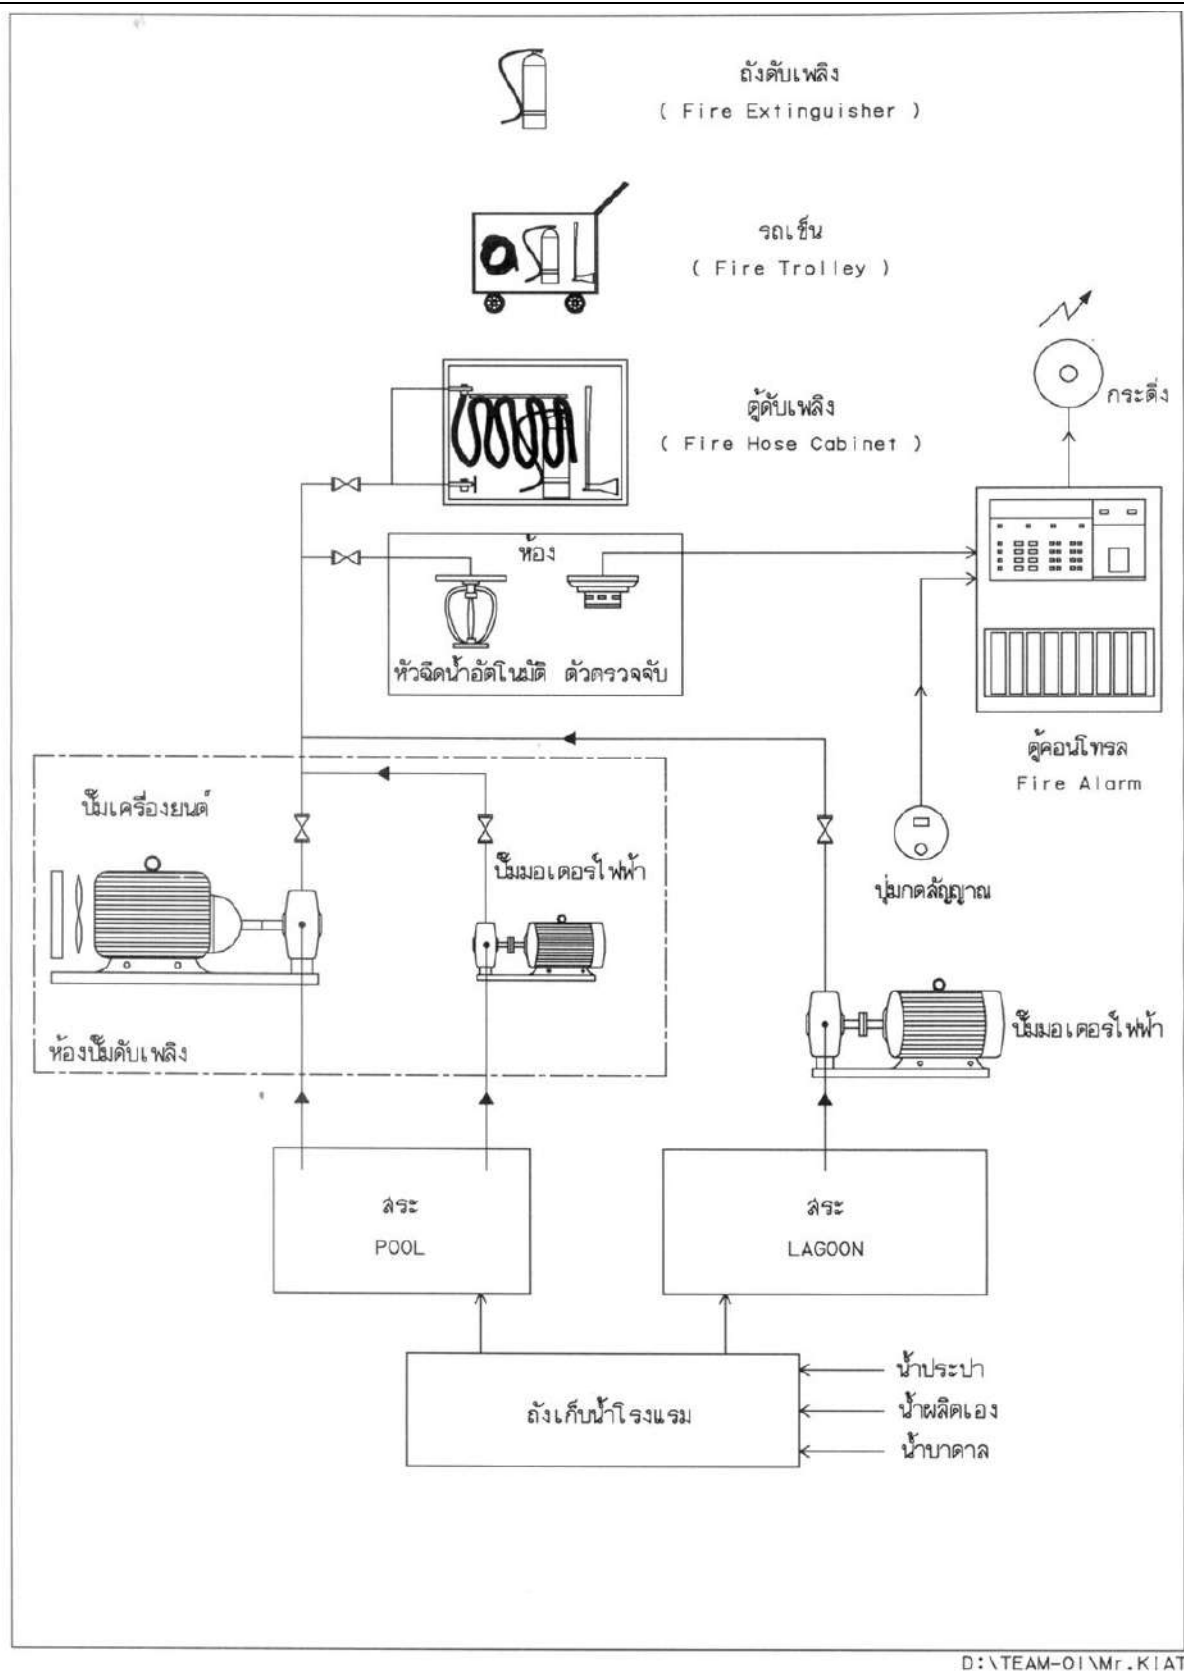 ถังดับเพลิง
( Fire Extinguisher )
รถเข็น
( Fire Trolley )
กระดิ่ง
ตู้ดับเพลิง
( Fire Hose Cabinet )
ห้อง
หัวฉีดน้ำอัตโนมัติ ตัวตรวจจับ
ตู้คอนโทรล
Fire Alarm
ปั๊มเครื่องยนต์
ปั๊มมอเตอร์ไฟฟ้า
ปุ่มกดสัญญาณ
ปั๊มมอเตอร์ไฟฟ้า
ห้องปั๊มดับเพลิง
สระ
POOL
สระ
LAGOON
ถังเก็บน้ำโรงแรม
น้ำประปา
น้ำผลิตเอง
น้ำบาดาล
D:\TEAM-01\Mr.KIAT